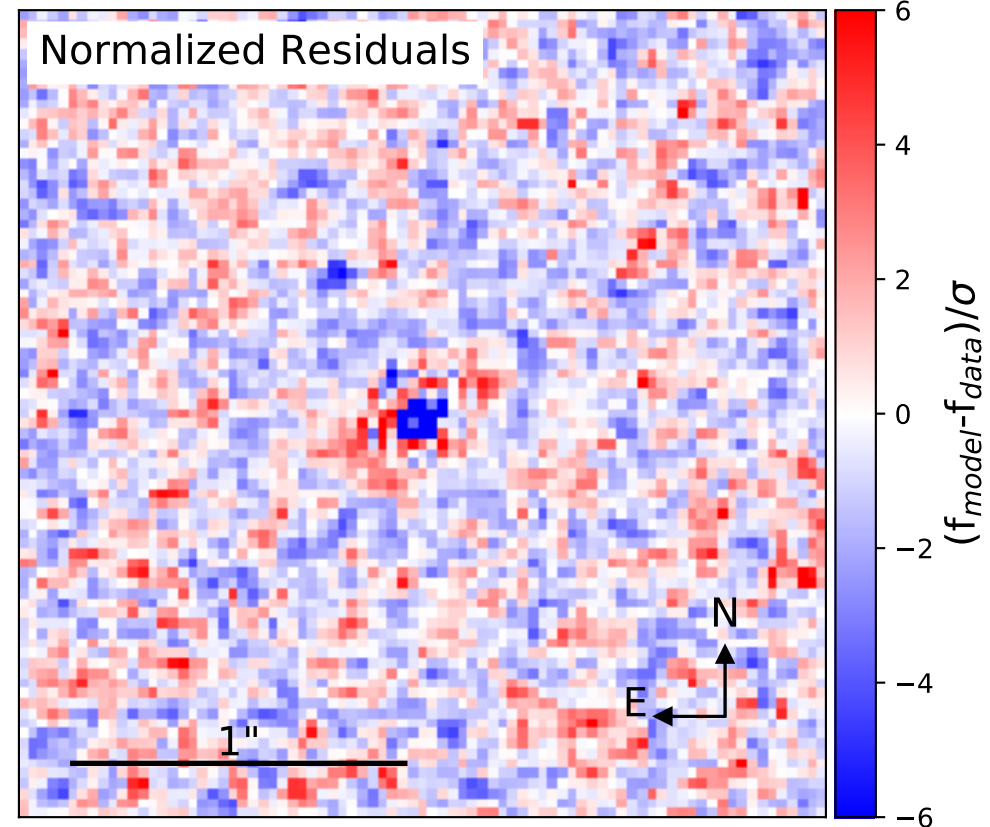 Normalized Residuals
6
4
2
0
−2
−4
−6
(f_model-f_data)/σ
N
E
1"